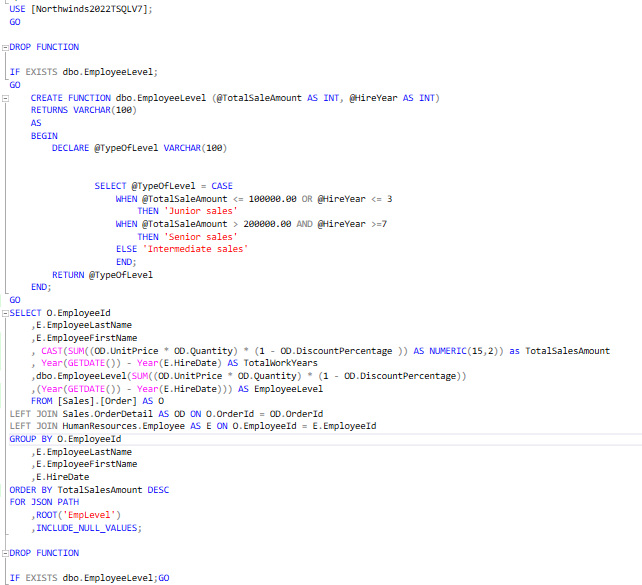 USE [Northwinds2022TSQLV7];
GO
DROP FUNCTION
IF EXISTS dbo.EmployeeLevel;
GO
CREATE FUNCTION dbo.EmployeeLevel (@TotalSaleAmount AS INT, @HireYear AS INT)
RETURNS VARCHAR(100)
AS
BEGIN
DECLARE @TypeOfLevel VARCHAR(100)
SELECT @TypeOfLevel = CASE
WHEN @TotalSaleAmount <= 100000.00 OR @HireYear <= 3
THEN 'Junior sales'
WHEN @TotalSaleAmount > 200000.00 AND @HireYear >=7
THEN 'Senior sales'
ELSE 'Intermediate sales'
END;
RETURN @TypeOfLevel
END;
GO
SELECT O.EmployeeId
,E.EmployeeLastName
,E.EmployeeFirstName
, CAST(SUM((OD.UnitPrice * OD.Quantity) * (1 - OD.DiscountPercentage )) AS NUMERIC(15,2)) as TotalSalesAmount
, Year(GETDATE()) - Year(E.HireDate) AS TotalWorkYears
,dbo.EmployeeLevel(SUM((OD.UnitPrice * OD.Quantity) * (1 - OD.DiscountPercentage))
,(Year(GETDATE()) - Year(E.HireDate))) AS EmployeeLevel
FROM [Sales].[Order] AS O
LEFT JOIN Sales.OrderDetail AS OD ON O.OrderId = OD.OrderId
LEFT JOIN HumanResources.Employee AS E ON O.EmployeeId = E.EmployeeId
GROUP BY O.EmployeeId
,E.EmployeeLastName
,E.EmployeeFirstName
,E.HireDate
ORDER BY TotalSalesAmount DESC
FOR JSON PATH
,ROOT('EmpLevel')
,INCLUDE_NULL_VALUES;
DROP FUNCTION
IF EXISTS dbo.EmployeeLevel;GO